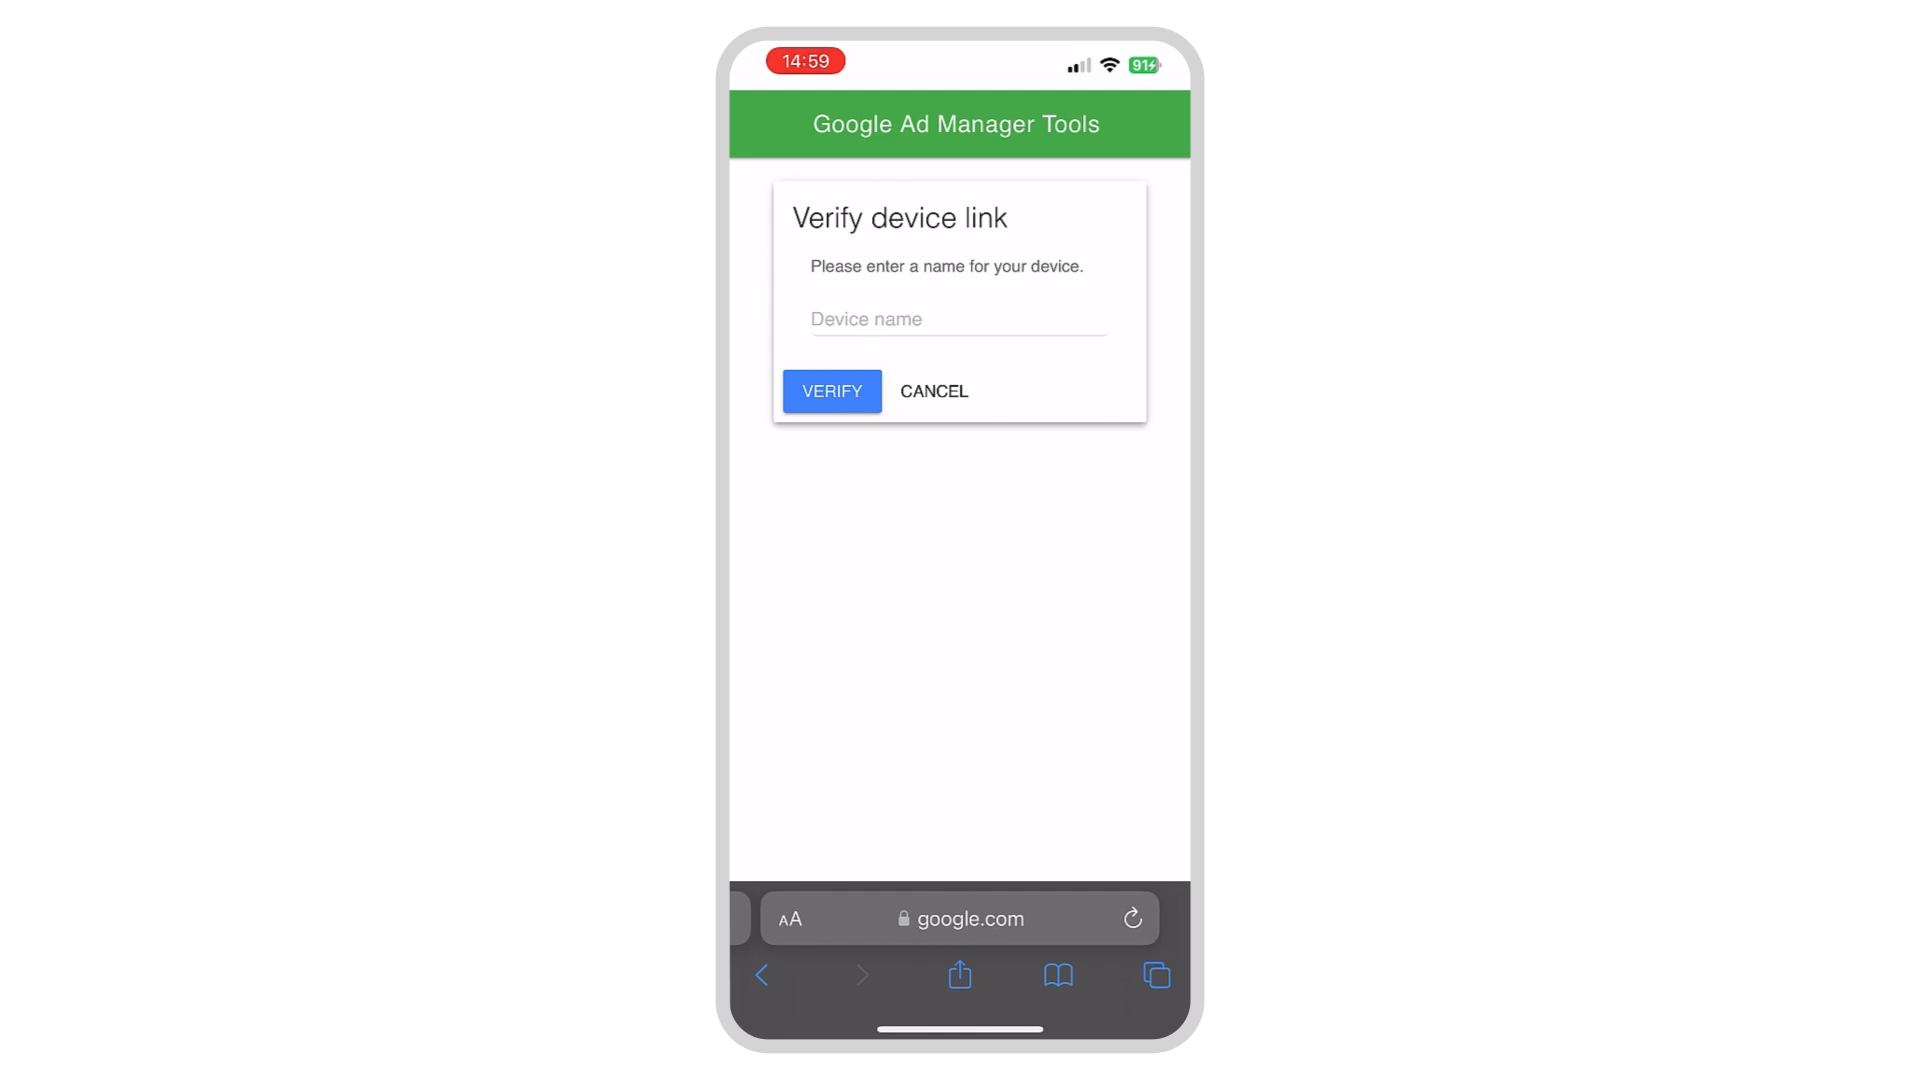 14:59
91
Google Ad Manager Tools
Verify device link
Please enter a name for your device.
Device name
VERIFY
CANCEL
AA
google.com